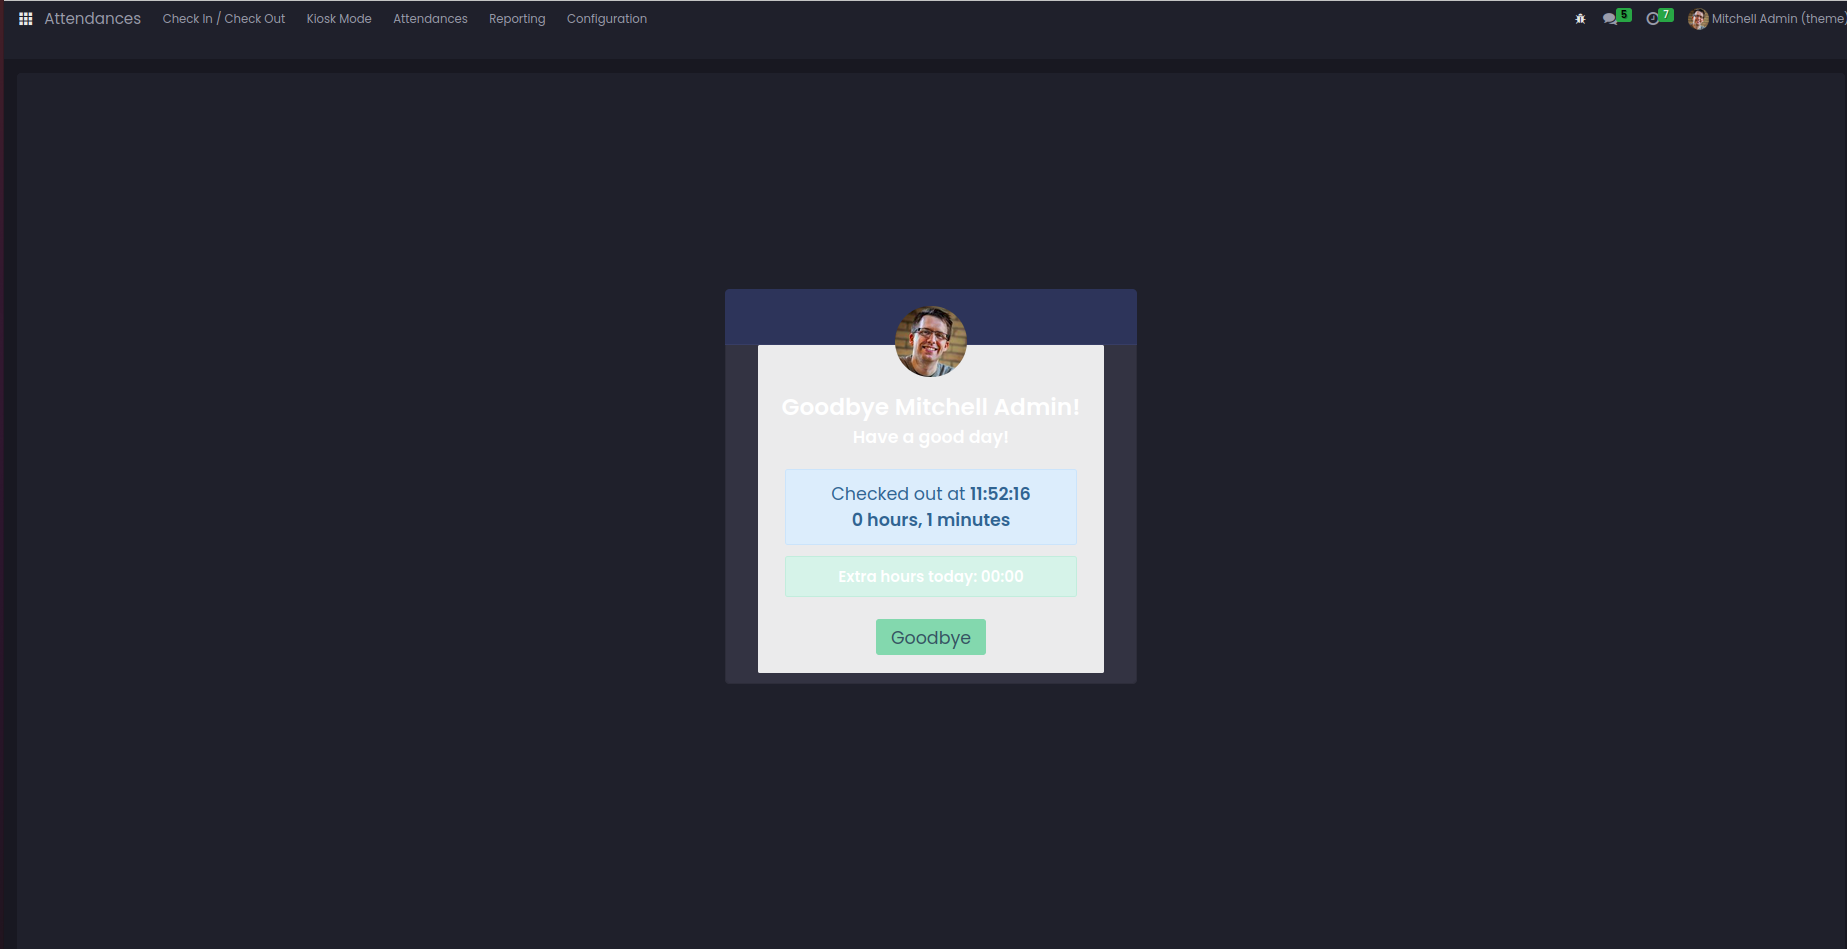 Attendances Check In / Check Out Kiosk Mode Attendances Reporting Configuration 5 7 Mitchell Admin (theme)
Goodbye Mitchell Admin!
Have a good day!
Checked out at 11:52:16
0 hours, 1 minutes
Extra hours today: 00:00
Goodbye